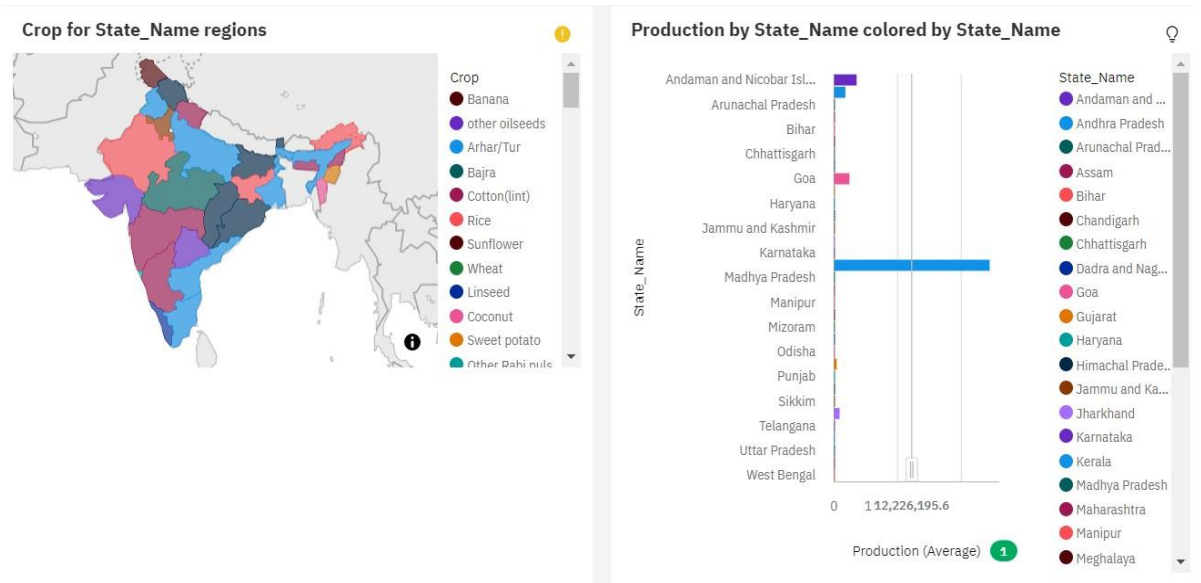 Crop for State_Name regions
Crop
Banana
other oilseeds
Arhar/Tur
Bajra
Cotton(lint)
Rice
Sunflower
Wheat
Linseed
Coconut
Sweet potato
Other Rabi puls
Production by State_Name colored by State_Name
State_Name
Andaman and Nicobar Isl...
Arunachal Pradesh
Bihar
Chhattisgarh
Goa
Haryana
Jammu and Kashmir
Karnataka
Madhya Pradesh
Manipur
Mizoram
Odisha
Punjab
Sikkim
Telangana
Uttar Pradesh
West Bengal
0 1 12,226,195.6
Production (Average) 1
State_Name
Andaman and ...
Andhra Pradesh
Arunachal Prad...
Assam
Bihar
Chandigarh
Chhattisgarh
Dadra and Nag...
Goa
Gujarat
Haryana
Himachal Prade...
Jammu and Ka...
Jharkhand
Karnataka
Kerala
Madhya Pradesh
Maharashtra
Manipur
Meghalaya